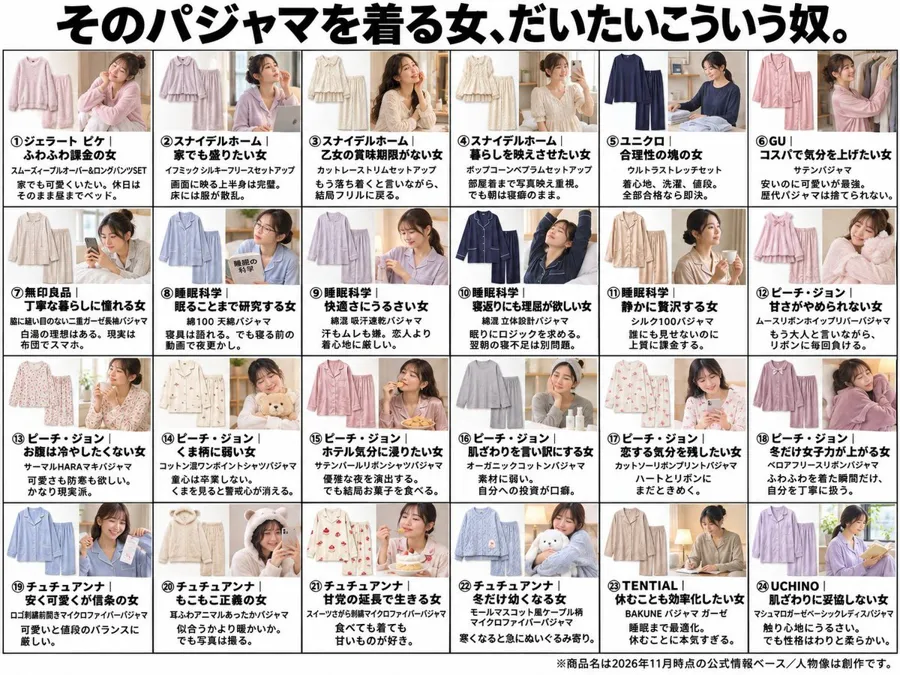 そのパジャマを着る女、だいたいこういう奴。
①ジェラート ピケ｜
ふわふわ課金の女
スムーズィープルオーバー&ロングパンツSET
家でも可愛くいたい。休日は
そのまま昼までベッド。
②スナイデルホーム｜
家でも盛りたい女
イフミックシルキーフリースセットアップ
画面に映る上半身は完璧。
床には服が散乱。
③スナイデルホーム｜
乙女の賞味期限がない女
カットレーストリムセットアップ
もう落ち着くと言いながら、
結局フリルに戻る。
④スナイデルホーム｜
暮らしを映えさせたい女
ポップコーンペプラムセットアップ
部屋着まで写真映え重視。
でも朝は寝癖のまま。
⑤ユニクロ｜
合理性の塊の女
ウルトラストレッチセット
着心地、洗濯、値段。
全部合格なら即決。
⑥GU｜
コスパで気分を上げたい女
サテンパジャマ
安いのに可愛いが最強。
歴代パジャマは捨てられない。
⑦無印良品｜
丁寧な暮らしに憧れる女
脇に縫い目のない二重ガーゼ長袖パジャマ
白湯の理想はある。現実は
布団でスマホ。
睡眠の
科学
⑧睡眠科学｜
眠ることまで研究する女
綿100 天綿パジャマ
寝具は語れる。でも寝る前の
動画で夜更かし。
⑨睡眠科学｜
快適さにうるさい女
綿混 吸汗速乾パジャマ
汗もムレも嫌。恋人より
着心地に厳しい。
⑩睡眠科学｜
寝返りにも理屈が欲しい女
綿混 立体設計パジャマ
眠りにロジックを求める。
翌朝の寝不足は別問題。
⑪睡眠科学｜
静かに贅沢する女
シルク100パジャマ
誰にも見せないのに
上質に課金する。
⑫ピーチ・ジョン｜
甘さがやめられない女
ムースリボンホイップリバーパジャマ
もう大人と言いながら、
リボンに毎回負ける。
⑬ピーチ・ジョン｜
お腹は冷やしたくない女
サーマルHARAマキパジャマ
可愛さも防寒も欲しい。
かなり現実派。
⑭ピーチ・ジョン｜
くま柄に弱い女
コットン混ワンポイントシャツパジャマ
童心は卒業しない。
くまを見ると警戒心が消える。
⑮ピーチ・ジョン｜
ホテル気分に浸りたい女
サテンパールリボンシャツパジャマ
優雅な夜を演出する。
でも結局お菓子を食べる。
⑯ピーチ・ジョン｜
肌ざわりを言い訳にする女
オーガニックコットンパジャマ
素材に弱い。
自分への投資が口癖。
⑰ピーチ・ジョン｜
恋する気分を残したい女
カットソーリボンプリントパジャマ
ハートとリボンに
まだときめく。
⑱ピーチ・ジョン｜
冬だけ女子力が上がる女
ベロアフリースリボンパジャマ
ふわふわを着た瞬間だけ、
自分を丁寧に扱う。
⑲チュチュアンナ｜
安く可愛くが信条の女
ロゴ刺繍前開きマイクロファイバーパジャマ
可愛いと値段のバランスに
厳しい。
⑳チュチュアンナ｜
もこもこ正義の女
耳ふわアニマルあったかパジャマ
似合うかより暖かいか。
でも写真は撮る。
㉑チュチュアンナ｜
甘党の延長で生きる女
スイーツさがら刺繍マイクロファイバーパジャマ
食べても着ても
甘いものが好き。
㉒チュチュアンナ｜
冬だけ幼くなる女
モールマスコット風ケーブル柄
マイクロファイバーパジャマ
寒くなると急にぬいぐるみ寄り。
㉓TENTIAL｜
休むことも効率化したい女
BAKUNE パジャマ ガーゼ
睡眠まで最適化。
休むことに本気すぎる。
㉔UCHINO｜
肌ざわりに妥協しない女
マシュマロガーゼベーシックレディスパジャマ
触り心地にうるさい。
でも性格はわりと柔らかい。
※商品名は2026年11月時点の公式情報ベース／人物像は創作です。